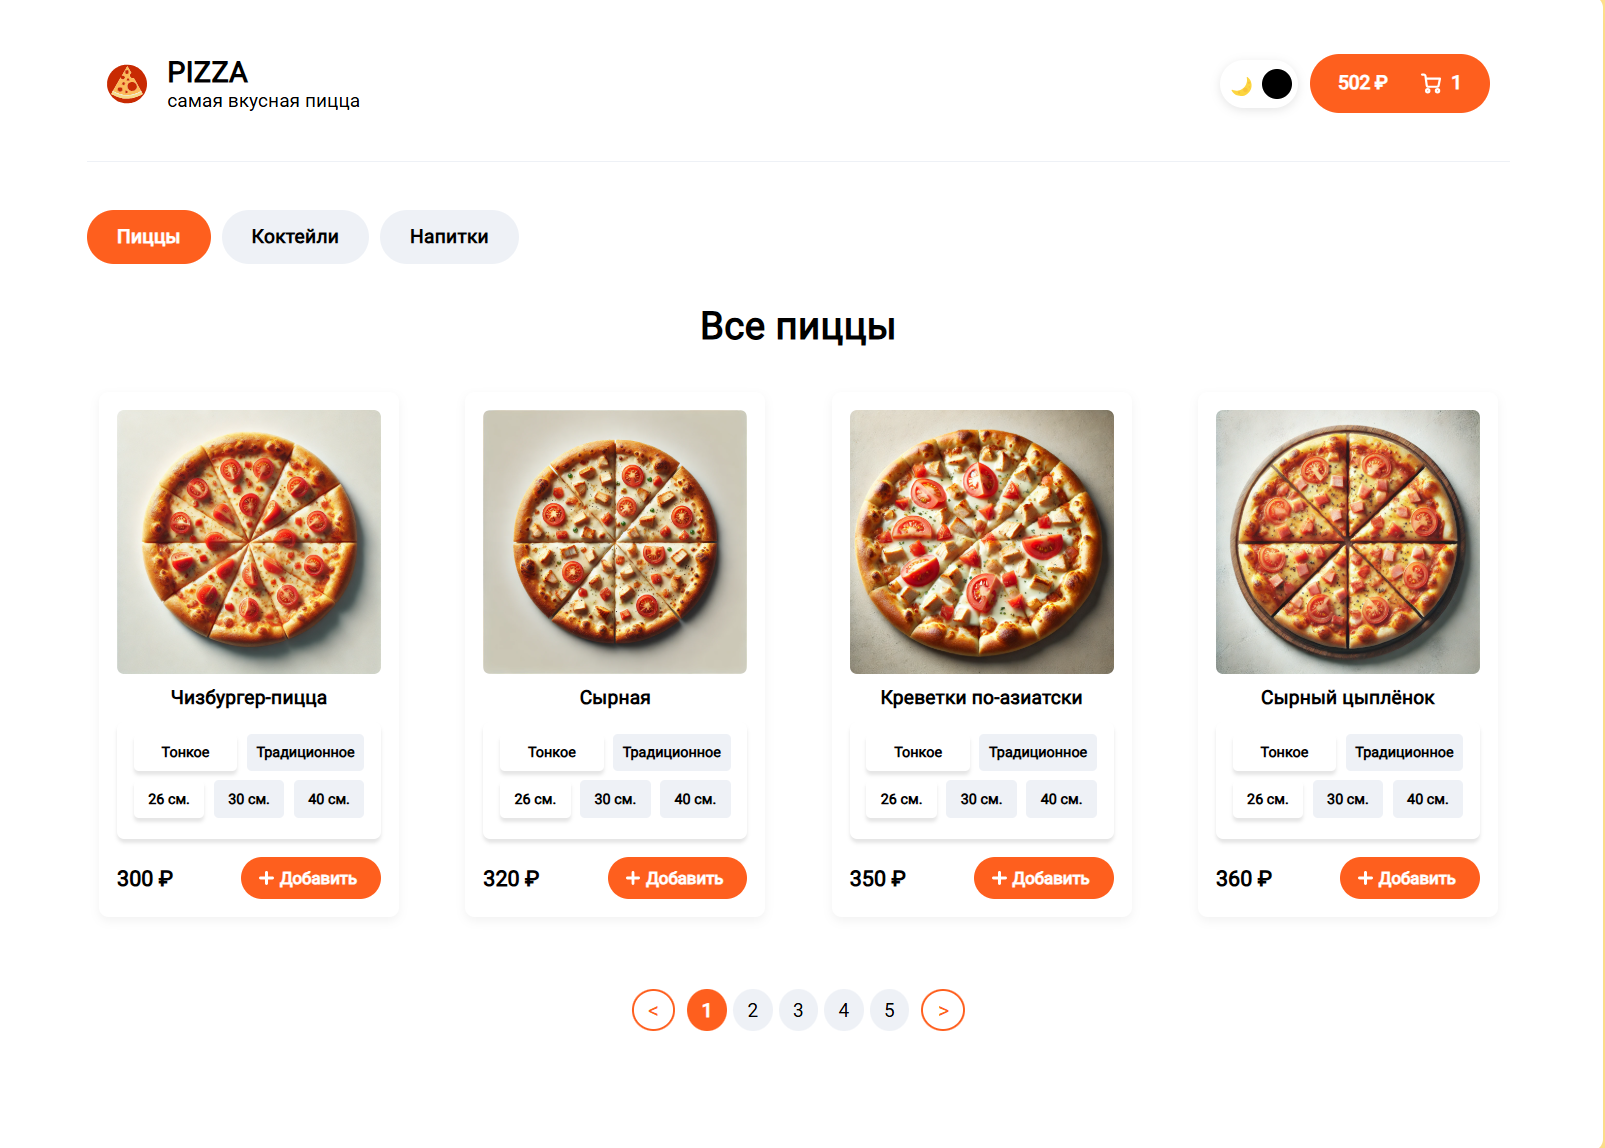 PIZZA
самая вкусная пицца
502 ₽ 1
Пиццы Коктейли Напитки
Все пиццы
Чизбургер-пицца
Тонкое Традиционное
26 см. 30 см. 40 см.
300 ₽ + Добавить
Сырная
Тонкое Традиционное
26 см. 30 см. 40 см.
320 ₽ + Добавить
Креветки по-азиатски
Тонкое Традиционное
26 см. 30 см. 40 см.
350 ₽ + Добавить
Сырный цыплёнок
Тонкое Традиционное
26 см. 30 см. 40 см.
360 ₽ + Добавить
< 1 2 3 4 5 >